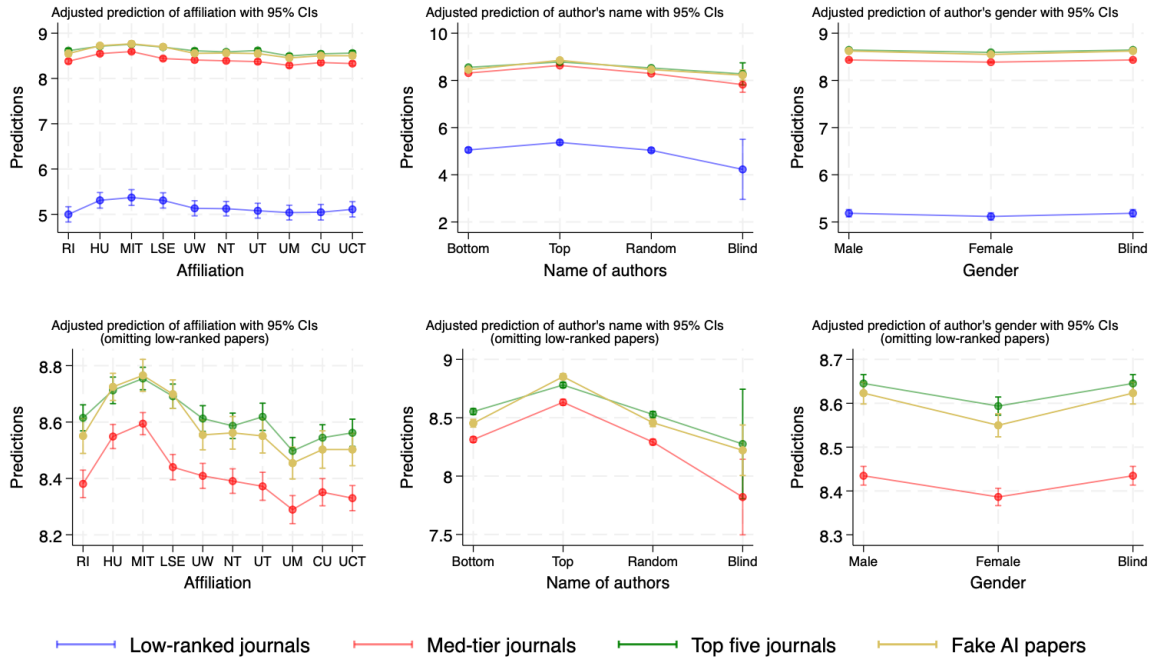 Adjusted prediction of affiliation with 95% CIs
Predictions
9
8
7
6
5
RI HU MIT LSE UW NT UT UM CU UCT
Affiliation
Adjusted prediction of author's name with 95% CIs
Predictions
10
8
6
4
2
Bottom Top Random Blind
Name of authors
Adjusted prediction of author's gender with 95% CIs
Predictions
9
8
7
6
5
Male Female Blind
Gender
Adjusted prediction of affiliation with 95% CIs
(omitting low-ranked papers)
Predictions
8.8
8.6
8.4
8.2
RI HU MIT LSE UW NT UT UM CU UCT
Affiliation
Adjusted prediction of author's name with 95% CIs
(omitting low-ranked papers)
Predictions
9
8.5
8
7.5
Bottom Top Random Blind
Name of authors
Adjusted prediction of author's gender with 95% CIs
(omitting low-ranked papers)
Predictions
8.7
8.6
8.5
8.4
8.3
Male Female Blind
Gender
Low-ranked journals Med-tier journals Top five journals Fake AI papers